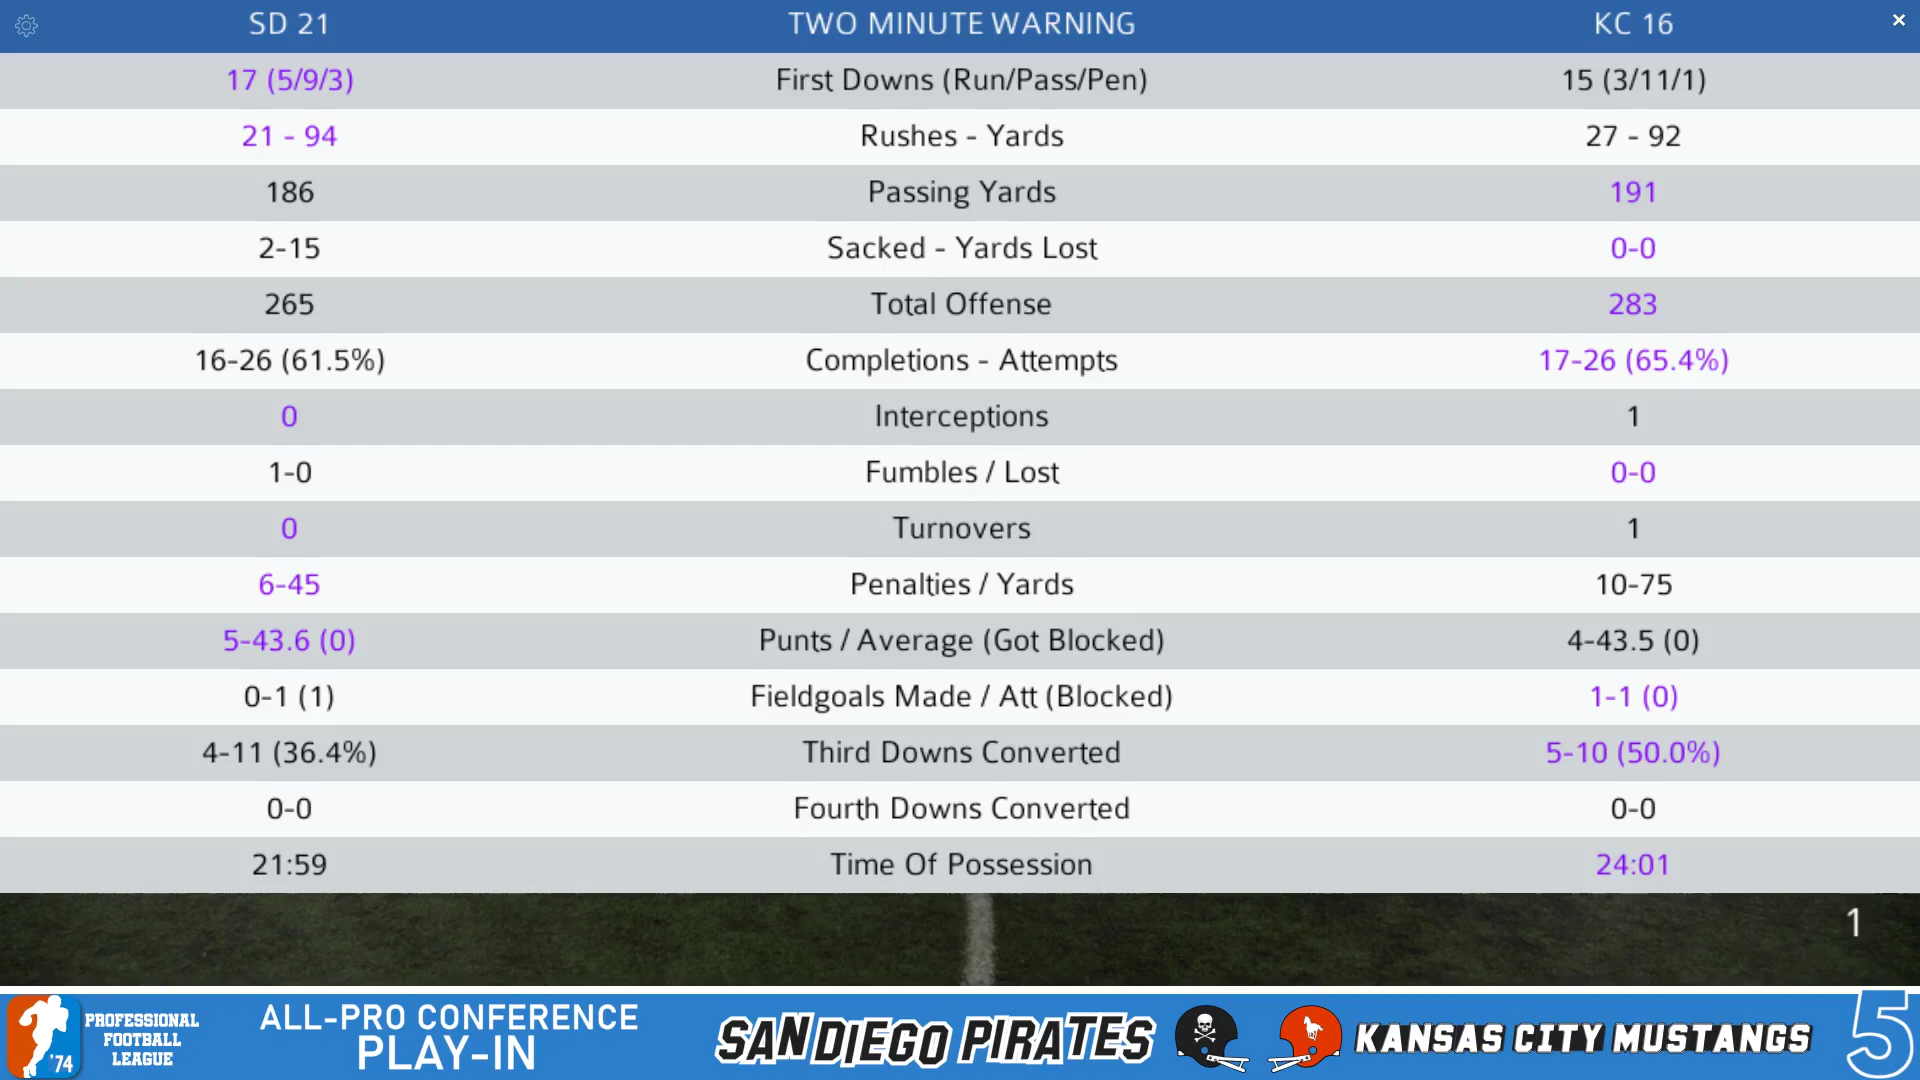 SD 21 TWO MINUTE WARNING KC 16 ×
17 (5/9/3) First Downs (Run/Pass/Pen) 15 (3/11/1)
21 - 94 Rushes - Yards 27 - 92
186 Passing Yards 191
2-15 Sacked - Yards Lost 0-0
265 Total Offense 283
16-26 (61.5%) Completions - Attempts 17-26 (65.4%)
0 Interceptions 1
1-0 Fumbles / Lost 0-0
0 Turnovers 1
6-45 Penalties / Yards 10-75
5-43.6 (0) Punts / Average (Got Blocked) 4-43.5 (0)
0-1 (1) Fieldgoals Made / Att (Blocked) 1-1 (0)
4-11 (36.4%) Third Downs Converted 5-10 (50.0%)
0-0 Fourth Downs Converted 0-0
21:59 Time Of Possession 24:01
1
'74
PROFESSIONAL
FOOTBALL
LEAGUE
ALL-PRO CONFERENCE
PLAY-IN
SAN DIEGO PIRATES
KANSAS CITY MUSTANGS
5